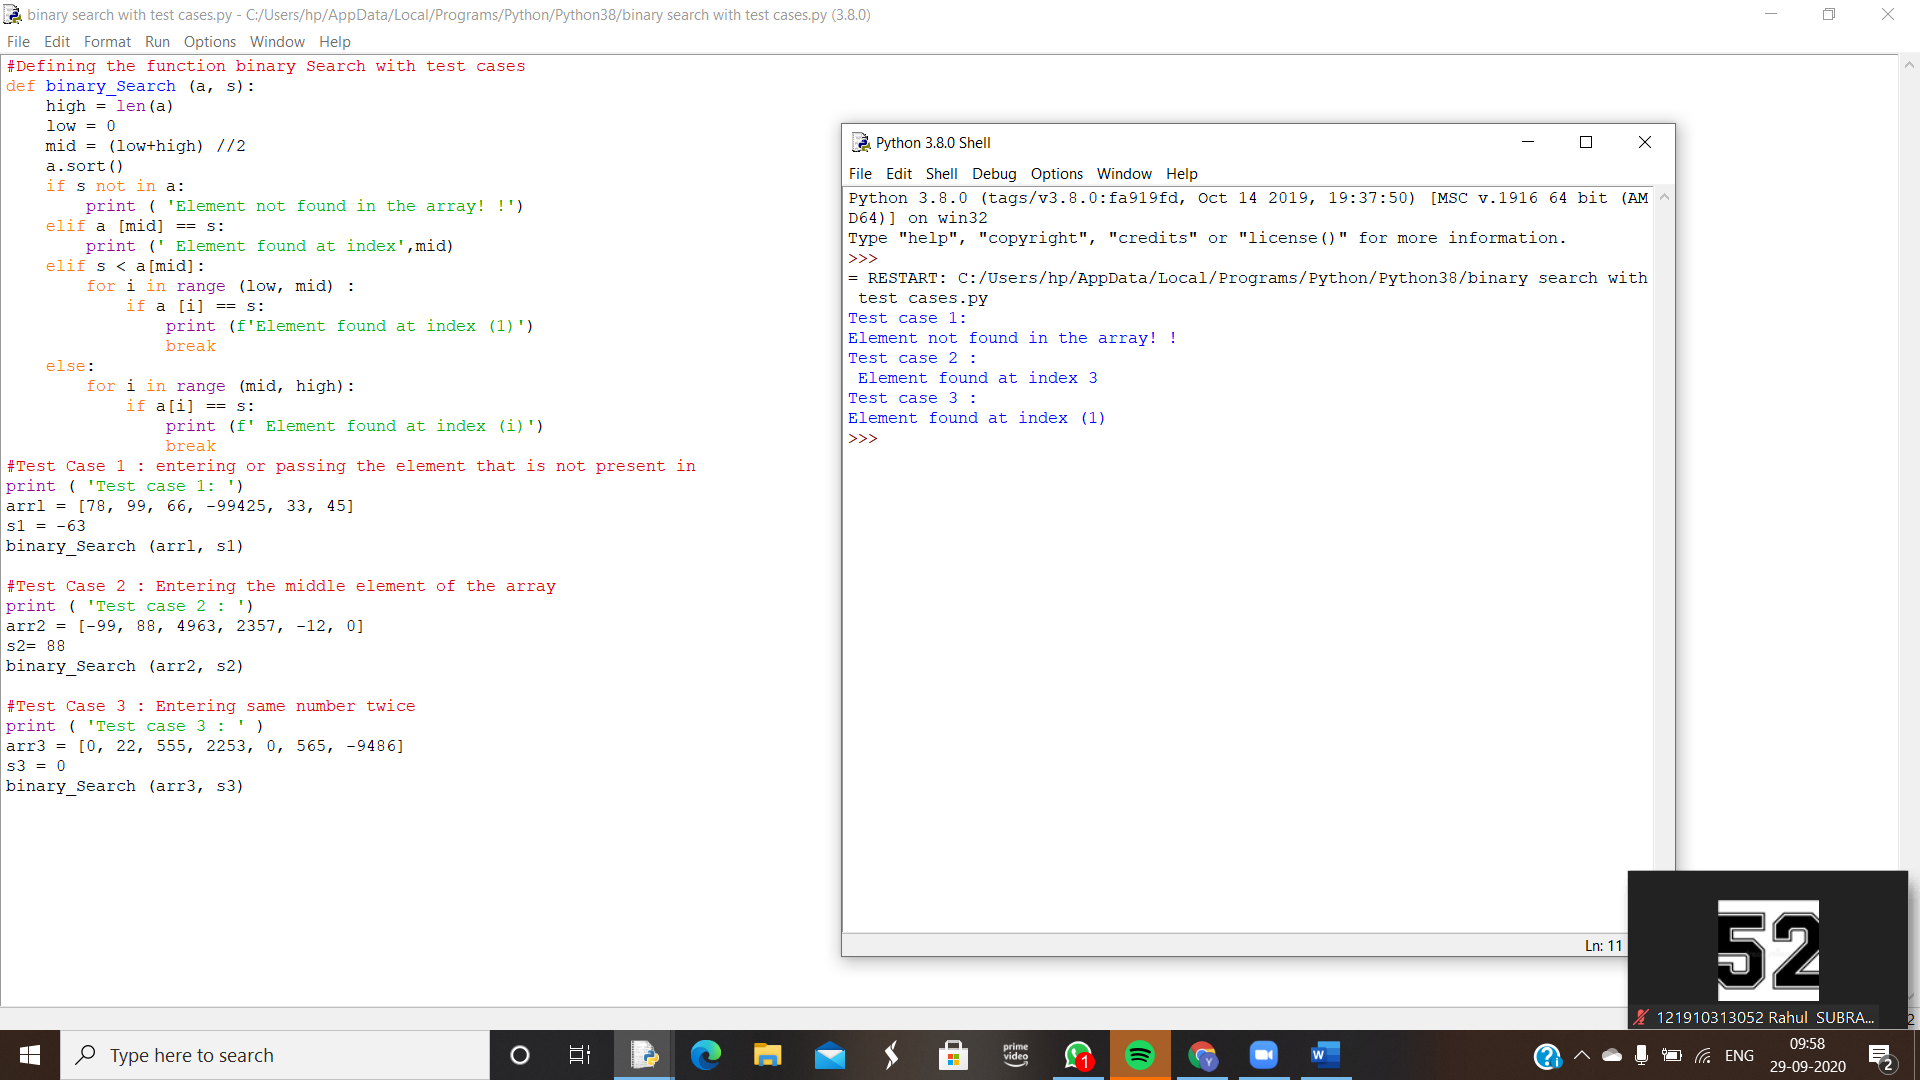 binary search with test cases.py - C:/Users/hp/AppData/Local/Programs/Python/Python38/binary search with test cases.py (3.8.0)
File Edit Format Run Options Window Help
#Defining the function binary Search with test cases
def binary_Search (a, s):
    high = len(a)
    low = 0
    mid = (low+high) //2
    a.sort()
    if s not in a:
        print ( 'Element not found in the array! !')
    elif a [mid] == s:
        print (' Element found at index',mid)
    elif s < a[mid]:
        for i in range (low, mid) :
            if a [i] == s:
                print (f'Element found at index (1)')
                break
    else:
        for i in range (mid, high):
            if a[i] == s:
                print (f' Element found at index (i)')
                break
#Test Case 1 : entering or passing the element that is not present in
print ( 'Test case 1: ')
arrl = [78, 99, 66, -99425, 33, 45]
s1 = -63
binary_Search (arrl, s1)
#Test Case 2 : Entering the middle element of the array
print ( 'Test case 2 : ')
arr2 = [-99, 88, 4963, 2357, -12, 0]
s2= 88
binary_Search (arr2, s2)
#Test Case 3 : Entering same number twice
print ( 'Test case 3 : ' )
arr3 = [0, 22, 555, 2253, 0, 565, -9486]
s3 = 0
binary_Search (arr3, s3)
Python 3.8.0 Shell
File Edit Shell Debug Options Window Help
Python 3.8.0 (tags/v3.8.0:fa919fd, Oct 14 2019, 19:37:50) [MSC v.1916 64 bit (AM
D64)] on win32
Type "help", "copyright", "credits" or "license()" for more information.
>>>
= RESTART: C:/Users/hp/AppData/Local/Programs/Python/Python38/binary search with
 test cases.py
Test case 1:
Element not found in the array! !
Test case 2 :
 Element found at index 3
Test case 3 :
Element found at index (1)
>>>
Ln: 11
52
121910313052 Rahul SUBRA...
2
Type here to search
prime
video
1
Y
W
ENG
09:58
29-09-2020
2